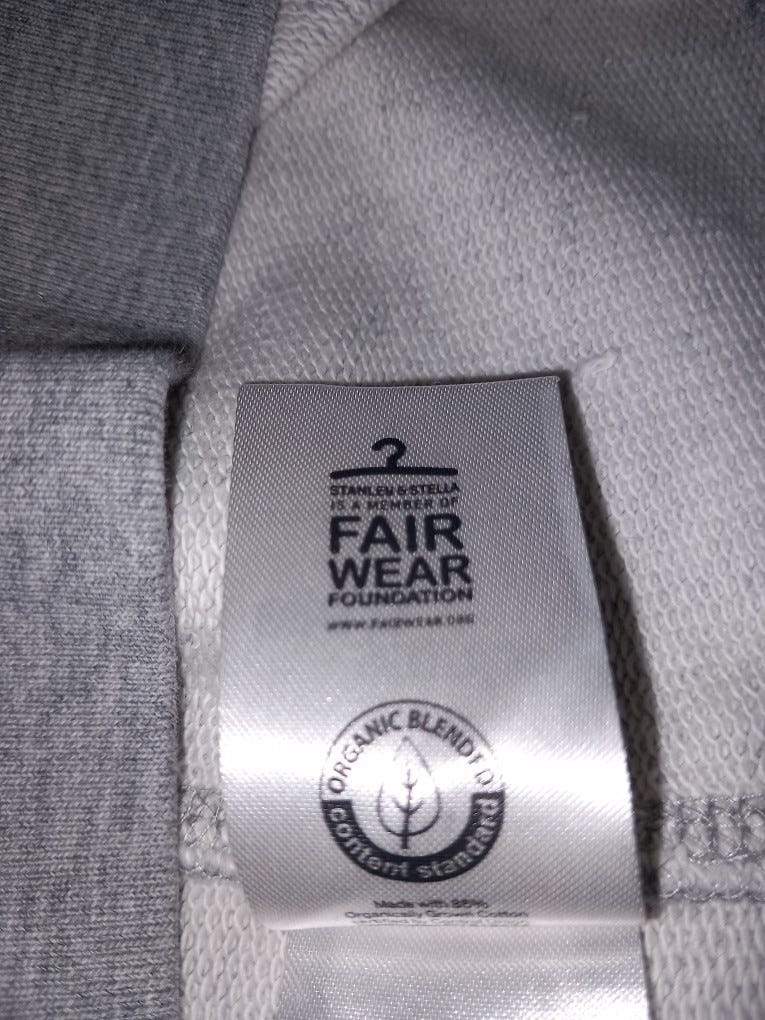 STANLEY & STELLA
IS A MEMBER OF
FAIR
WEAR
FOUNDATION
WWW.FAIRWEAR.ORG
ORGANIC BLENDED
content standard
Made with
Organically Grown Cotton